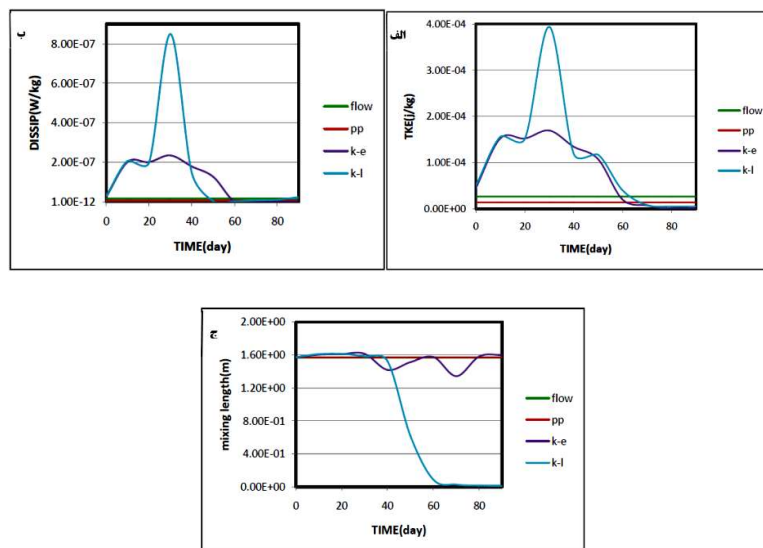 ب
8.00E-07
6.00E-07
4.00E-07
2.00E-07
1.00E-12
DISSIP(W/kg)
0 20 40 60 80
TIME(day)
flow
pp
k-e
k-l
الف
4.00E-04
3.00E-04
2.00E-04
1.00E-04
0.00E+00
TKE(j/kg)
0 20 40 60 80
TIME(day)
flow
pp
k-e
k-l
ج
2.00E+00
1.60E+00
1.20E+00
8.00E-01
4.00E-01
0.00E+00
mixing length(m)
0 20 40 60 80
TIME(day)
flow
pp
k-e
k-l